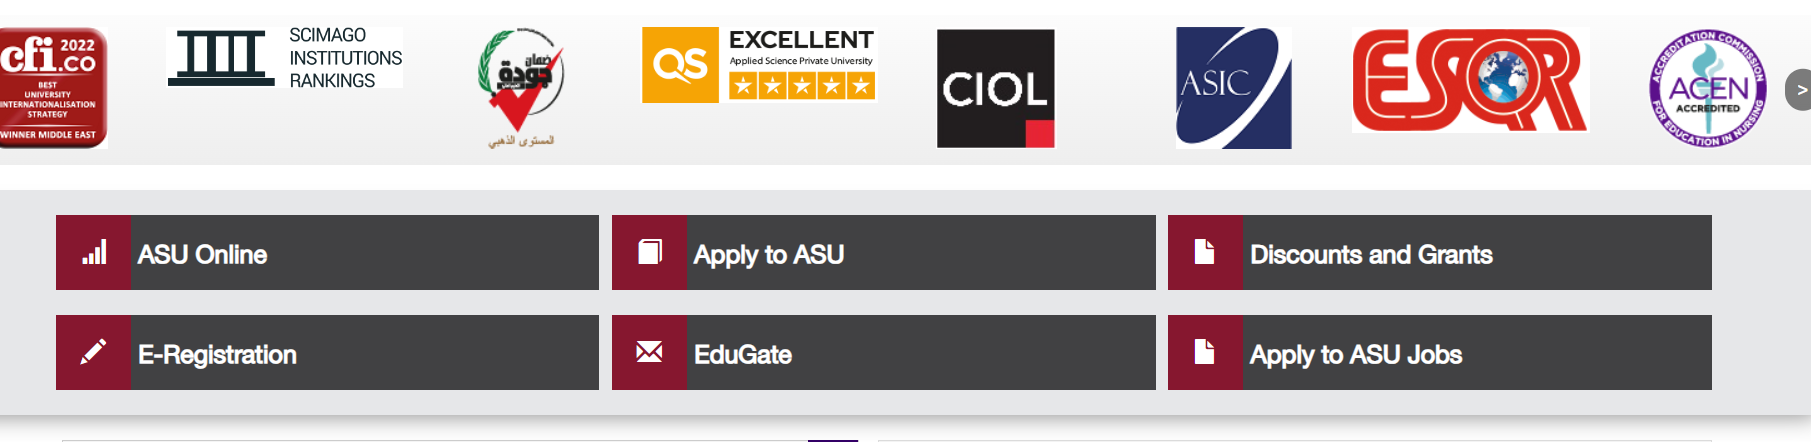 cfi.co 2022
BEST
UNIVERSITY
INTERNATIONALISATION
STRATEGY
WINNER MIDDLE EAST
SCIMAGO
INSTITUTIONS
RANKINGS
ضمان
جودة
المستوى الذهبي
QS
EXCELLENT
Applied Science Private University
CIOL
ASIC
ESQR
ACCREDITATION COMMISSION
ACEN
ACCREDITED
FOR EDUCATION IN NURSING
>
ASU Online
Apply to ASU
Discounts and Grants
E-Registration
EduGate
Apply to ASU Jobs